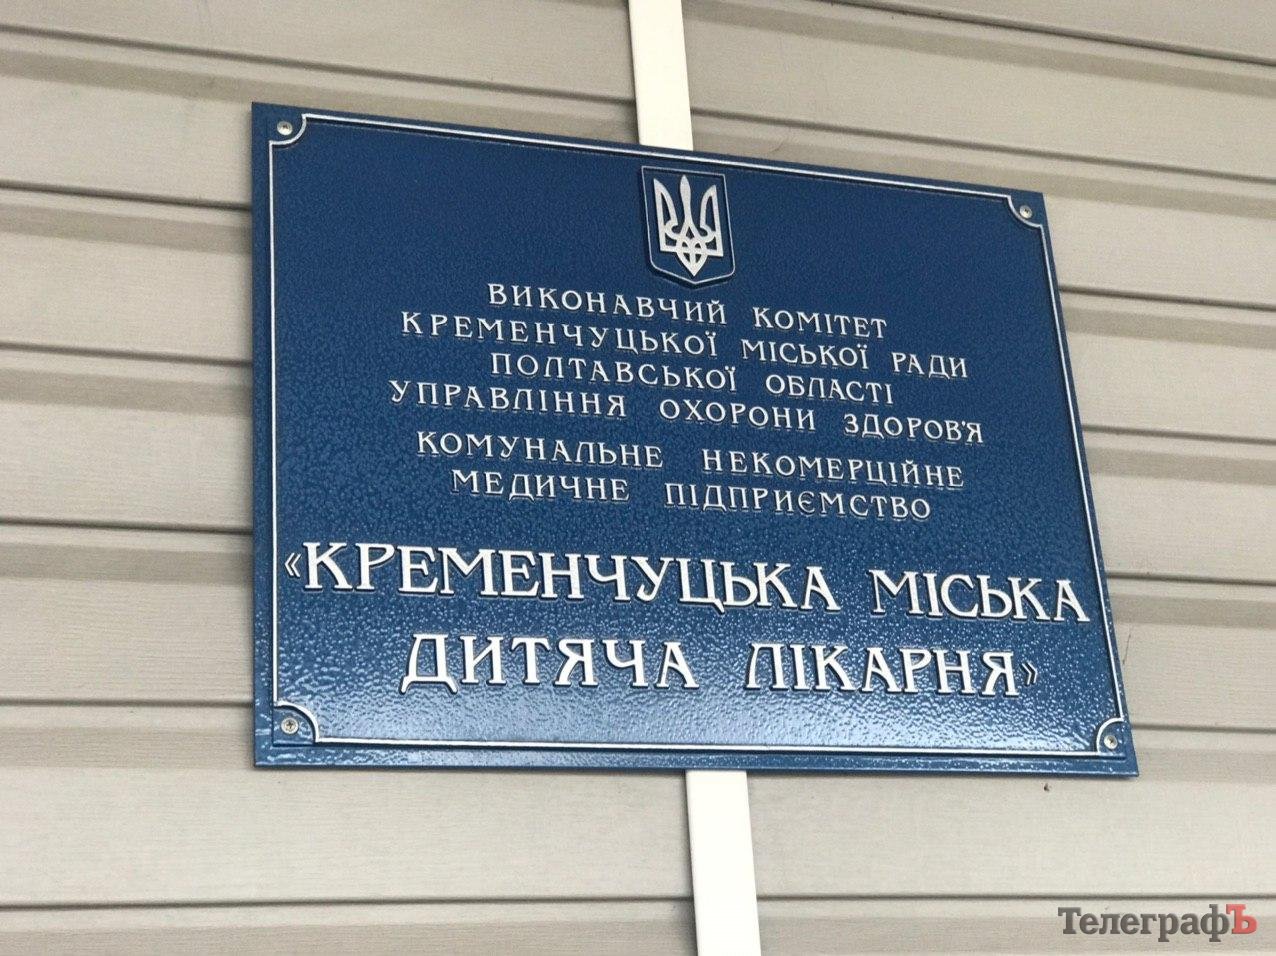 ВИКОНАВЧИЙ КОМІТЕТ
КРЕМЕНЧУЦЬКОЇ МІСЬКОЇ РАДИ
ПОЛТАВСЬКОЇ ОБЛАСТІ
УПРАВЛІННЯ ОХОРОНИ ЗДОРОВ'Я
КОМУНАЛЬНЕ НЕКОМЕРЦІЙНЕ
МЕДИЧНЕ ПІДПРИЄМСТВО
«КРЕМЕНЧУЦЬКА МІСЬКА
ДИТЯЧА ЛІКАРНЯ»
ТелеграфЪ